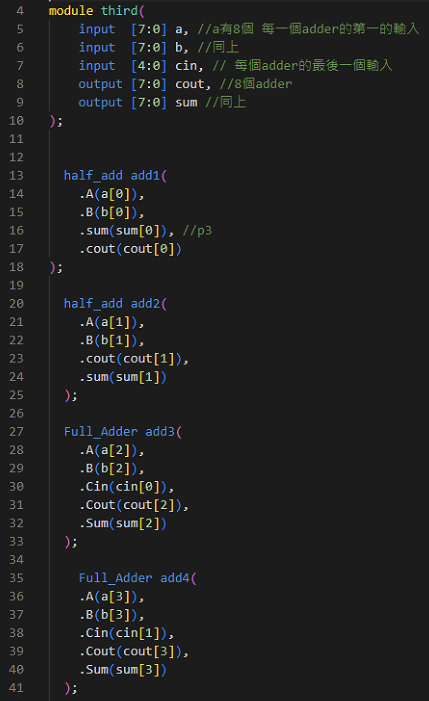 4 module third(
5 input [7:0] a, //a有8個 每一個adder的第一的輸入
6 input [7:0] b, //同上
7 input [4:0] cin, // 每個adder的最後一個輸入
8 output [7:0] cout, //8個adder
9 output [7:0] sum //同上
10 );
11
12
13 half_add add1(
14 .A(a[0]),
15 .B(b[0]),
16 .sum(sum[0]), //p3
17 .cout(cout[0])
18 );
19
20 half_add add2(
21 .A(a[1]),
22 .B(b[1]),
23 .cout(cout[1]),
24 .sum(sum[1])
25 );
26
27 Full_Adder add3(
28 .A(a[2]),
29 .B(b[2]),
30 .Cin(cin[0]),
31 .Cout(cout[2]),
32 .Sum(sum[2])
33 );
34
35 Full_Adder add4(
36 .A(a[3]),
37 .B(b[3]),
38 .Cin(cin[1]),
39 .Cout(cout[3]),
40 .Sum(sum[3])
41 );